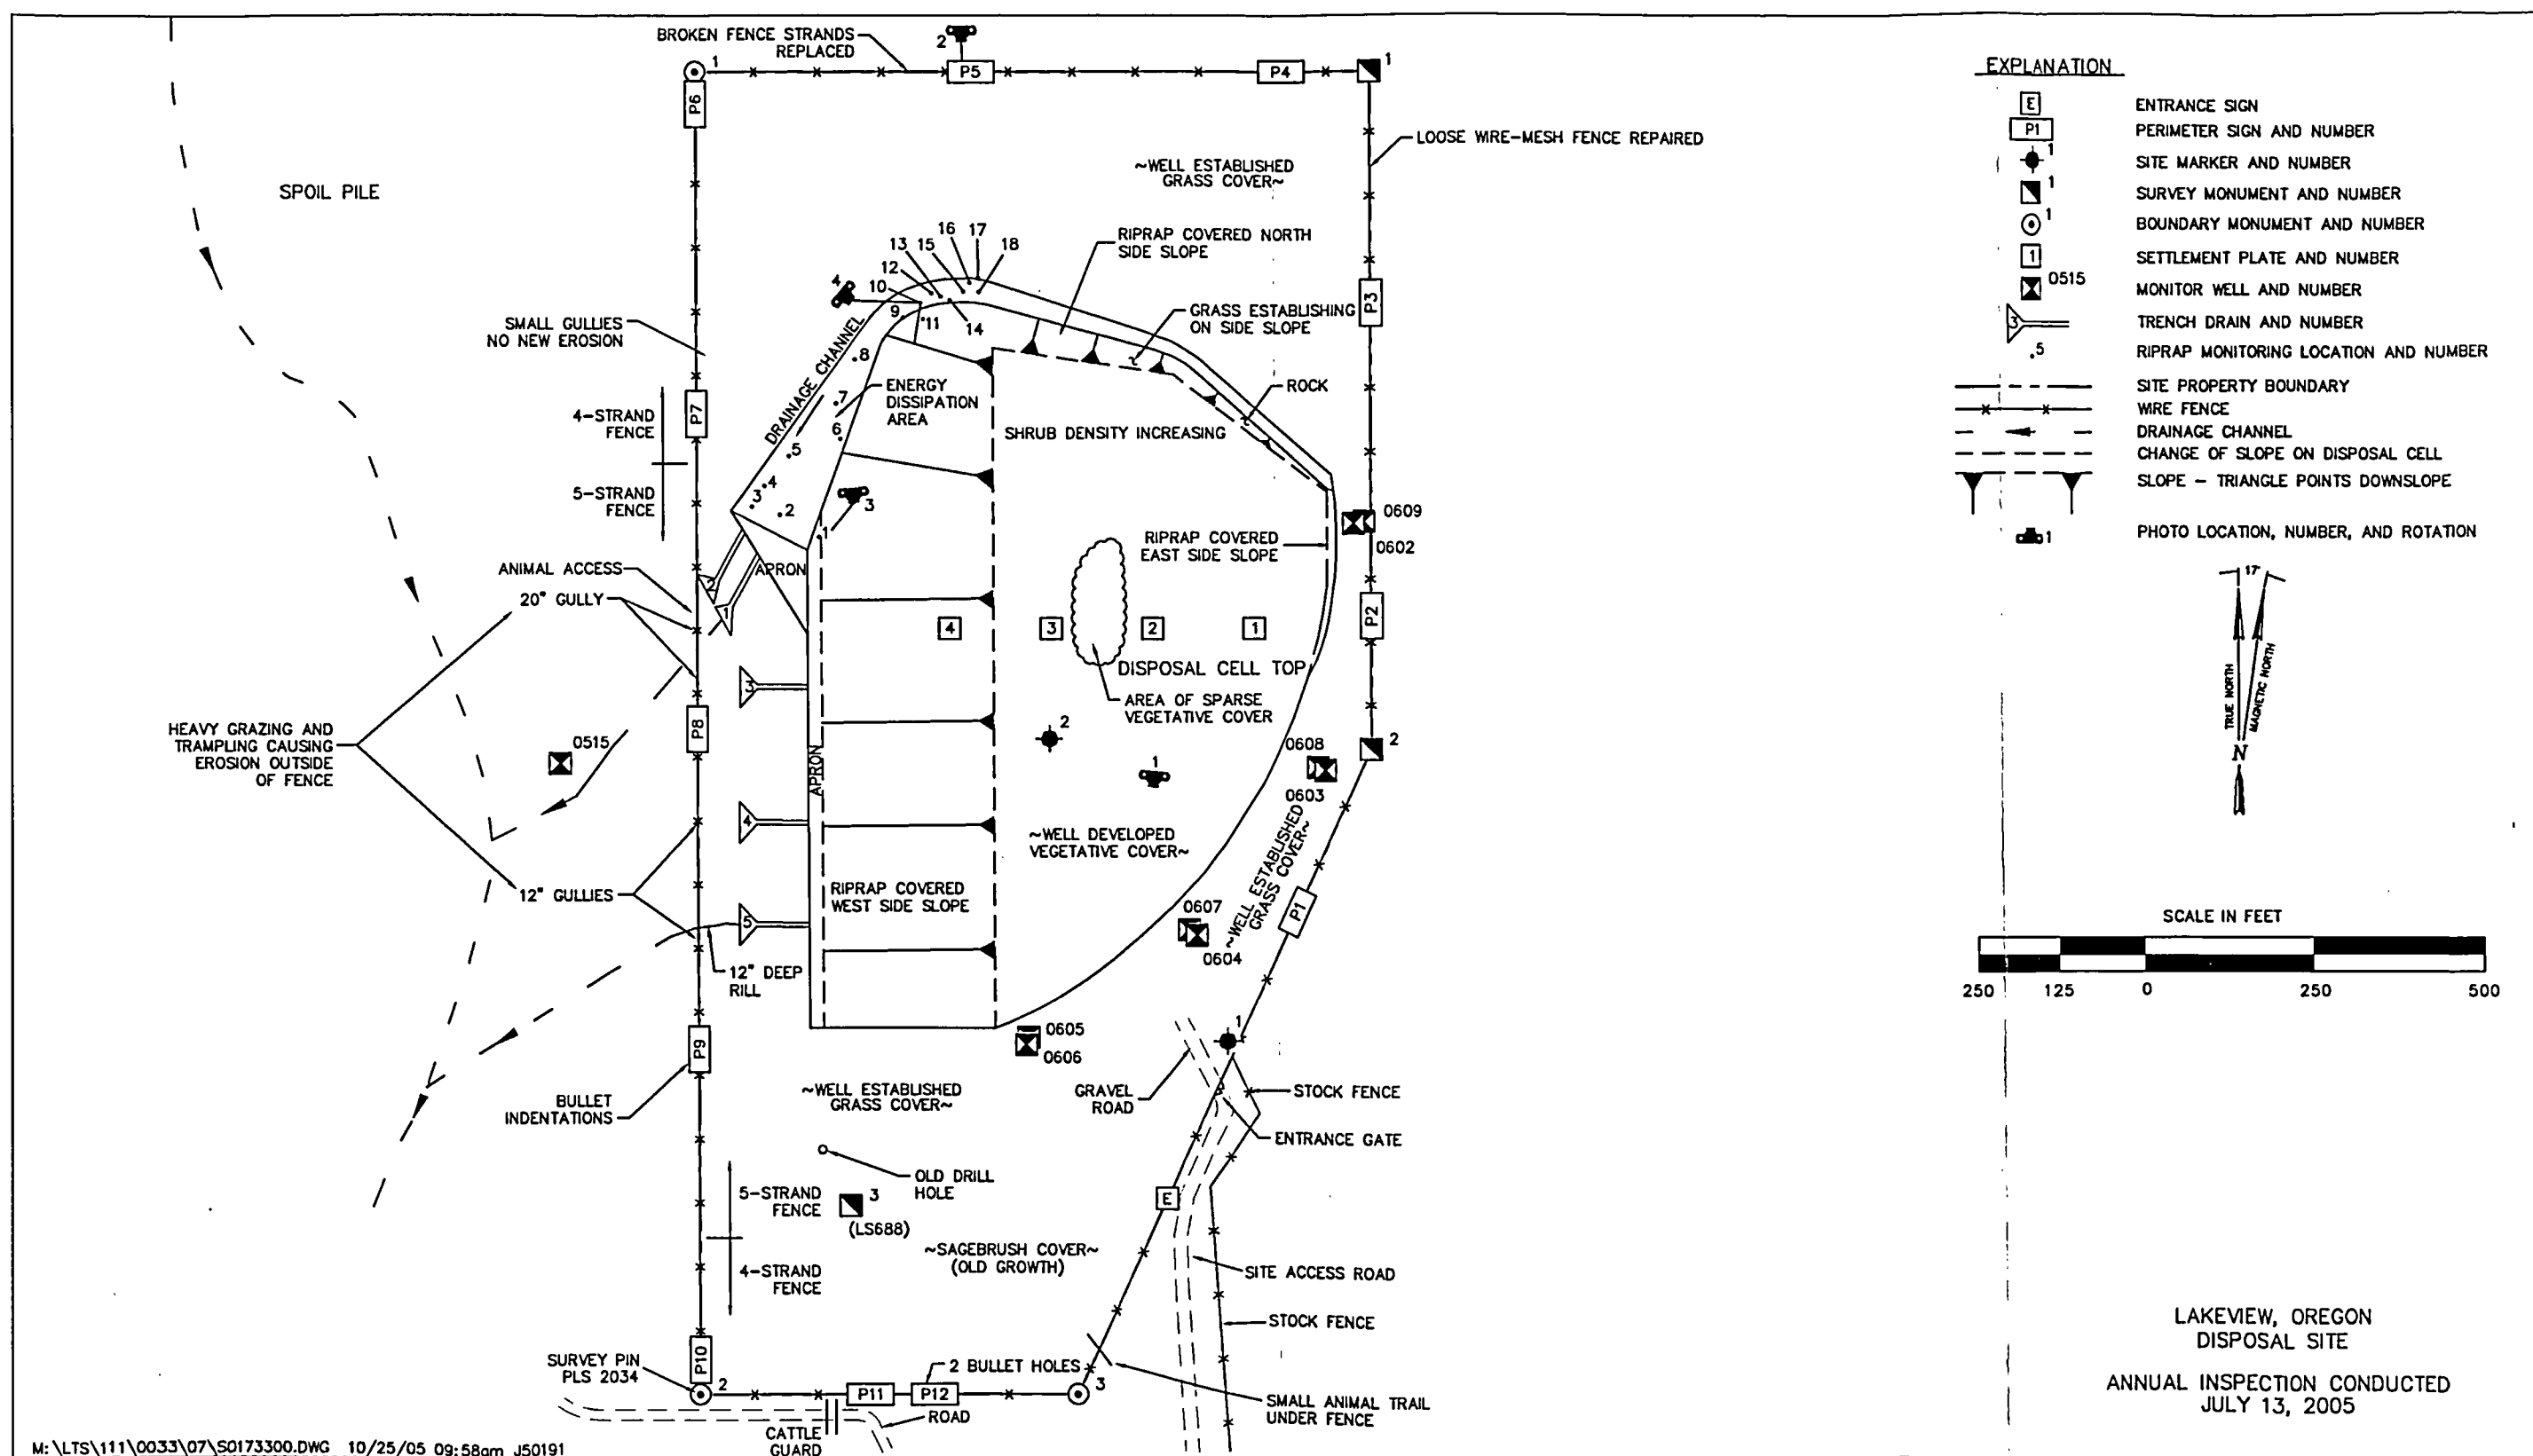 BROKEN FENCE STRANDS
REPLACED
2
1
P5
P4
1
P6
LOOSE WIRE-MESH FENCE REPAIRED
~WELL ESTABLISHED
GRASS COVER~
SPOIL PILE
16
17
13
15
18
12
RIPRAP COVERED NORTH
SIDE SLOPE
4
10
P3
9
11
14
GRASS ESTABLISHING
ON SIDE SLOPE
SMALL GULLIES
NO NEW EROSION
DRAINAGE CHANNEL
8
ENERGY
DISSIPATION
AREA
ROCK
7
P7
4-STRAND
FENCE
6
SHRUB DENSITY INCREASING
5
4
3
2
3
1
5-STRAND
FENCE
0609
0602
RIPRAP COVERED
EAST SIDE SLOPE
ANIMAL ACCESS
APRON
20" GULLY
2
1
P2
4
3
2
1
DISPOSAL CELL TOP
3
AREA OF SPARSE
VEGETATIVE COVER
HEAVY GRAZING AND
TRAMPLING CAUSING
EROSION OUTSIDE
OF FENCE
P8
0515
2
2
0608
0603
1
APRON
4
~WELL DEVELOPED
VEGETATIVE COVER~
~WELL ESTABLISHED
GRASS COVER~
12" GULLIES
RIPRAP COVERED
WEST SIDE SLOPE
0607
0604
P1
5
12" DEEP
RILL
P9
0605
0606
1
BULLET
INDENTATIONS
~WELL ESTABLISHED
GRASS COVER~
GRAVEL
ROAD
STOCK FENCE
ENTRANCE GATE
OLD DRILL
HOLE
5-STRAND
FENCE
3
(LS688)
E
~SAGEBRUSH COVER~
(OLD GROWTH)
4-STRAND
FENCE
SITE ACCESS ROAD
STOCK FENCE
SURVEY PIN
PLS 2034
P10
2
P11
P12
2 BULLET HOLES
3
SMALL ANIMAL TRAIL
UNDER FENCE
CATTLE
GUARD
ROAD
M:\LTS\111\0033\07\S0173300.DWG 10/25/05 09:58am J50191
EXPLANATION
E ENTRANCE SIGN
P1 PERIMETER SIGN AND NUMBER
1 SITE MARKER AND NUMBER
1 SURVEY MONUMENT AND NUMBER
1 BOUNDARY MONUMENT AND NUMBER
1 SETTLEMENT PLATE AND NUMBER
0515 MONITOR WELL AND NUMBER
3 TRENCH DRAIN AND NUMBER
5 RIPRAP MONITORING LOCATION AND NUMBER
SITE PROPERTY BOUNDARY
WIRE FENCE
DRAINAGE CHANNEL
CHANGE OF SLOPE ON DISPOSAL CELL
SLOPE - TRIANGLE POINTS DOWNSLOPE
1 PHOTO LOCATION, NUMBER, AND ROTATION
17°
TRUE NORTH
MAGNETIC NORTH
N
SCALE IN FEET
250 125 0 250 500
LAKEVIEW, OREGON
DISPOSAL SITE
ANNUAL INSPECTION CONDUCTED
JULY 13, 2005